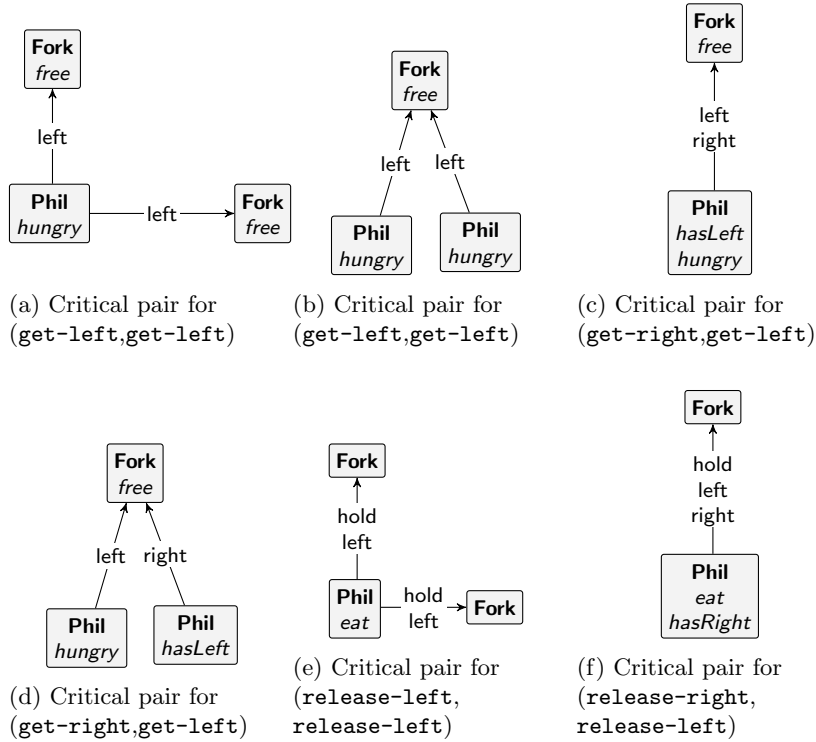 Fork
free
left
Phil
hungry
left
Fork
free
(a) Critical pair for
(get-left,get-left)
Fork
free
left
left
Phil
hungry
Phil
hungry
(b) Critical pair for
(get-left,get-left)
Fork
free
left
right
Phil
hasLeft
hungry
(c) Critical pair for
(get-right,get-left)
Fork
free
left
right
Phil
hungry
Phil
hasLeft
(d) Critical pair for
(get-right,get-left)
Fork
hold
left
Phil
eat
hold
left
Fork
(e) Critical pair for
(release-left,
release-left)
Fork
hold
left
right
Phil
eat
hasRight
(f) Critical pair for
(release-right,
release-left)